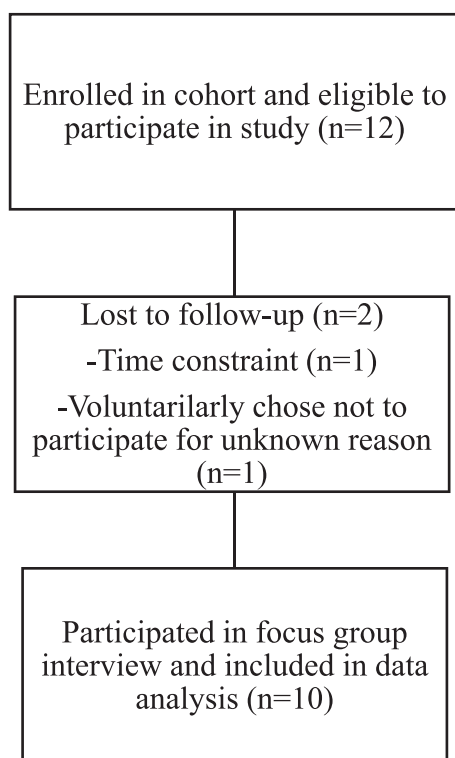 Enrolled in cohort and eligible to
participate in study (n=12)
Lost to follow-up (n=2)
-Time constraint (n=1)
-Voluntarilarly chose not to
participate for unknown reason
(n=1)
Participated in focus group
interview and included in data
analysis (n=10)